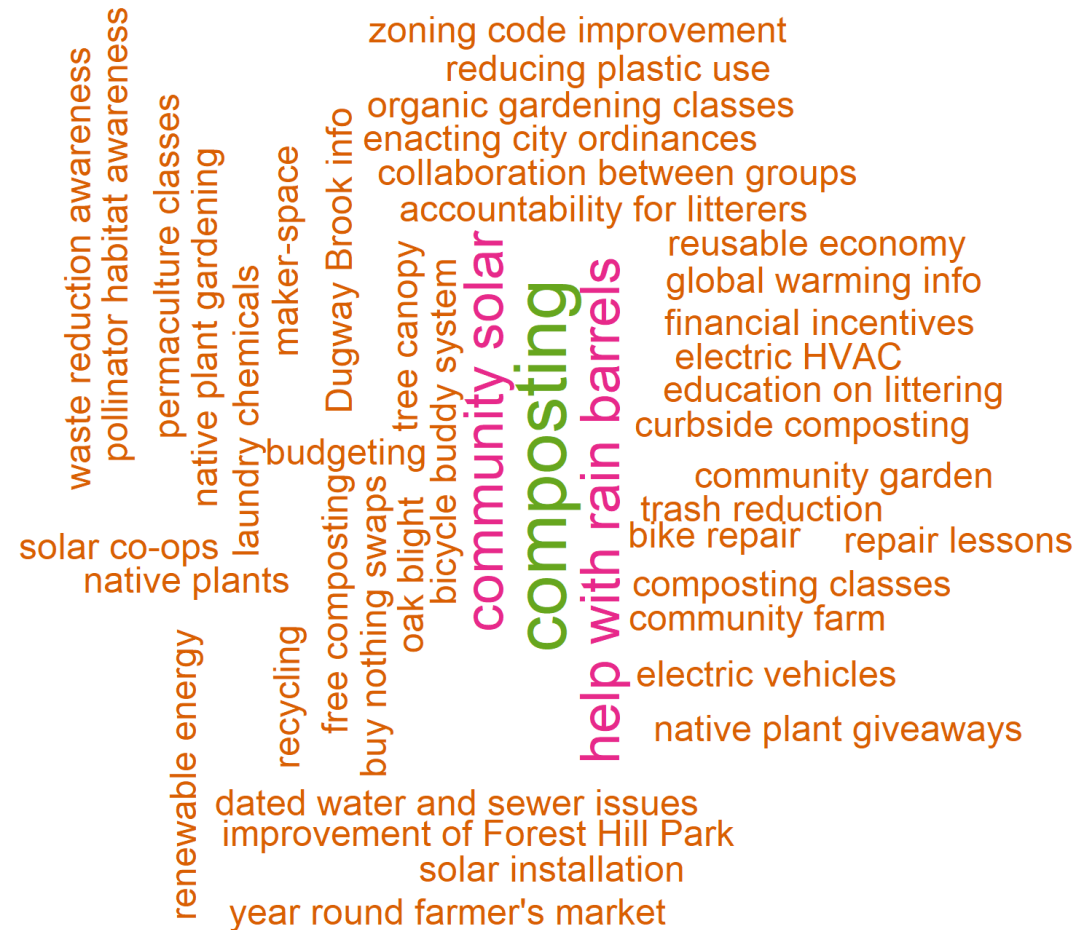 zoning code improvement
reducing plastic use
organic gardening classes
enacting city ordinances
collaboration between groups
accountability for litterers
waste reduction awareness
pollinator habitat awareness
permaculture classes
native plant gardening
laundry chemicals
maker-space
Dugway Brook info
tree canopy
bicycle buddy system
community solar
composting
help with rain barrels
reusable economy
global warming info
financial incentives
electric HVAC
education on littering
curbside composting
budgeting
community garden
trash reduction
bike repair
repair lessons
solar co-ops
native plants
free composting
buy nothing swaps
oak blight
composting classes
community farm
renewable energy
recycling
electric vehicles
native plant giveaways
dated water and sewer issues
improvement of Forest Hill Park
solar installation
year round farmer's market